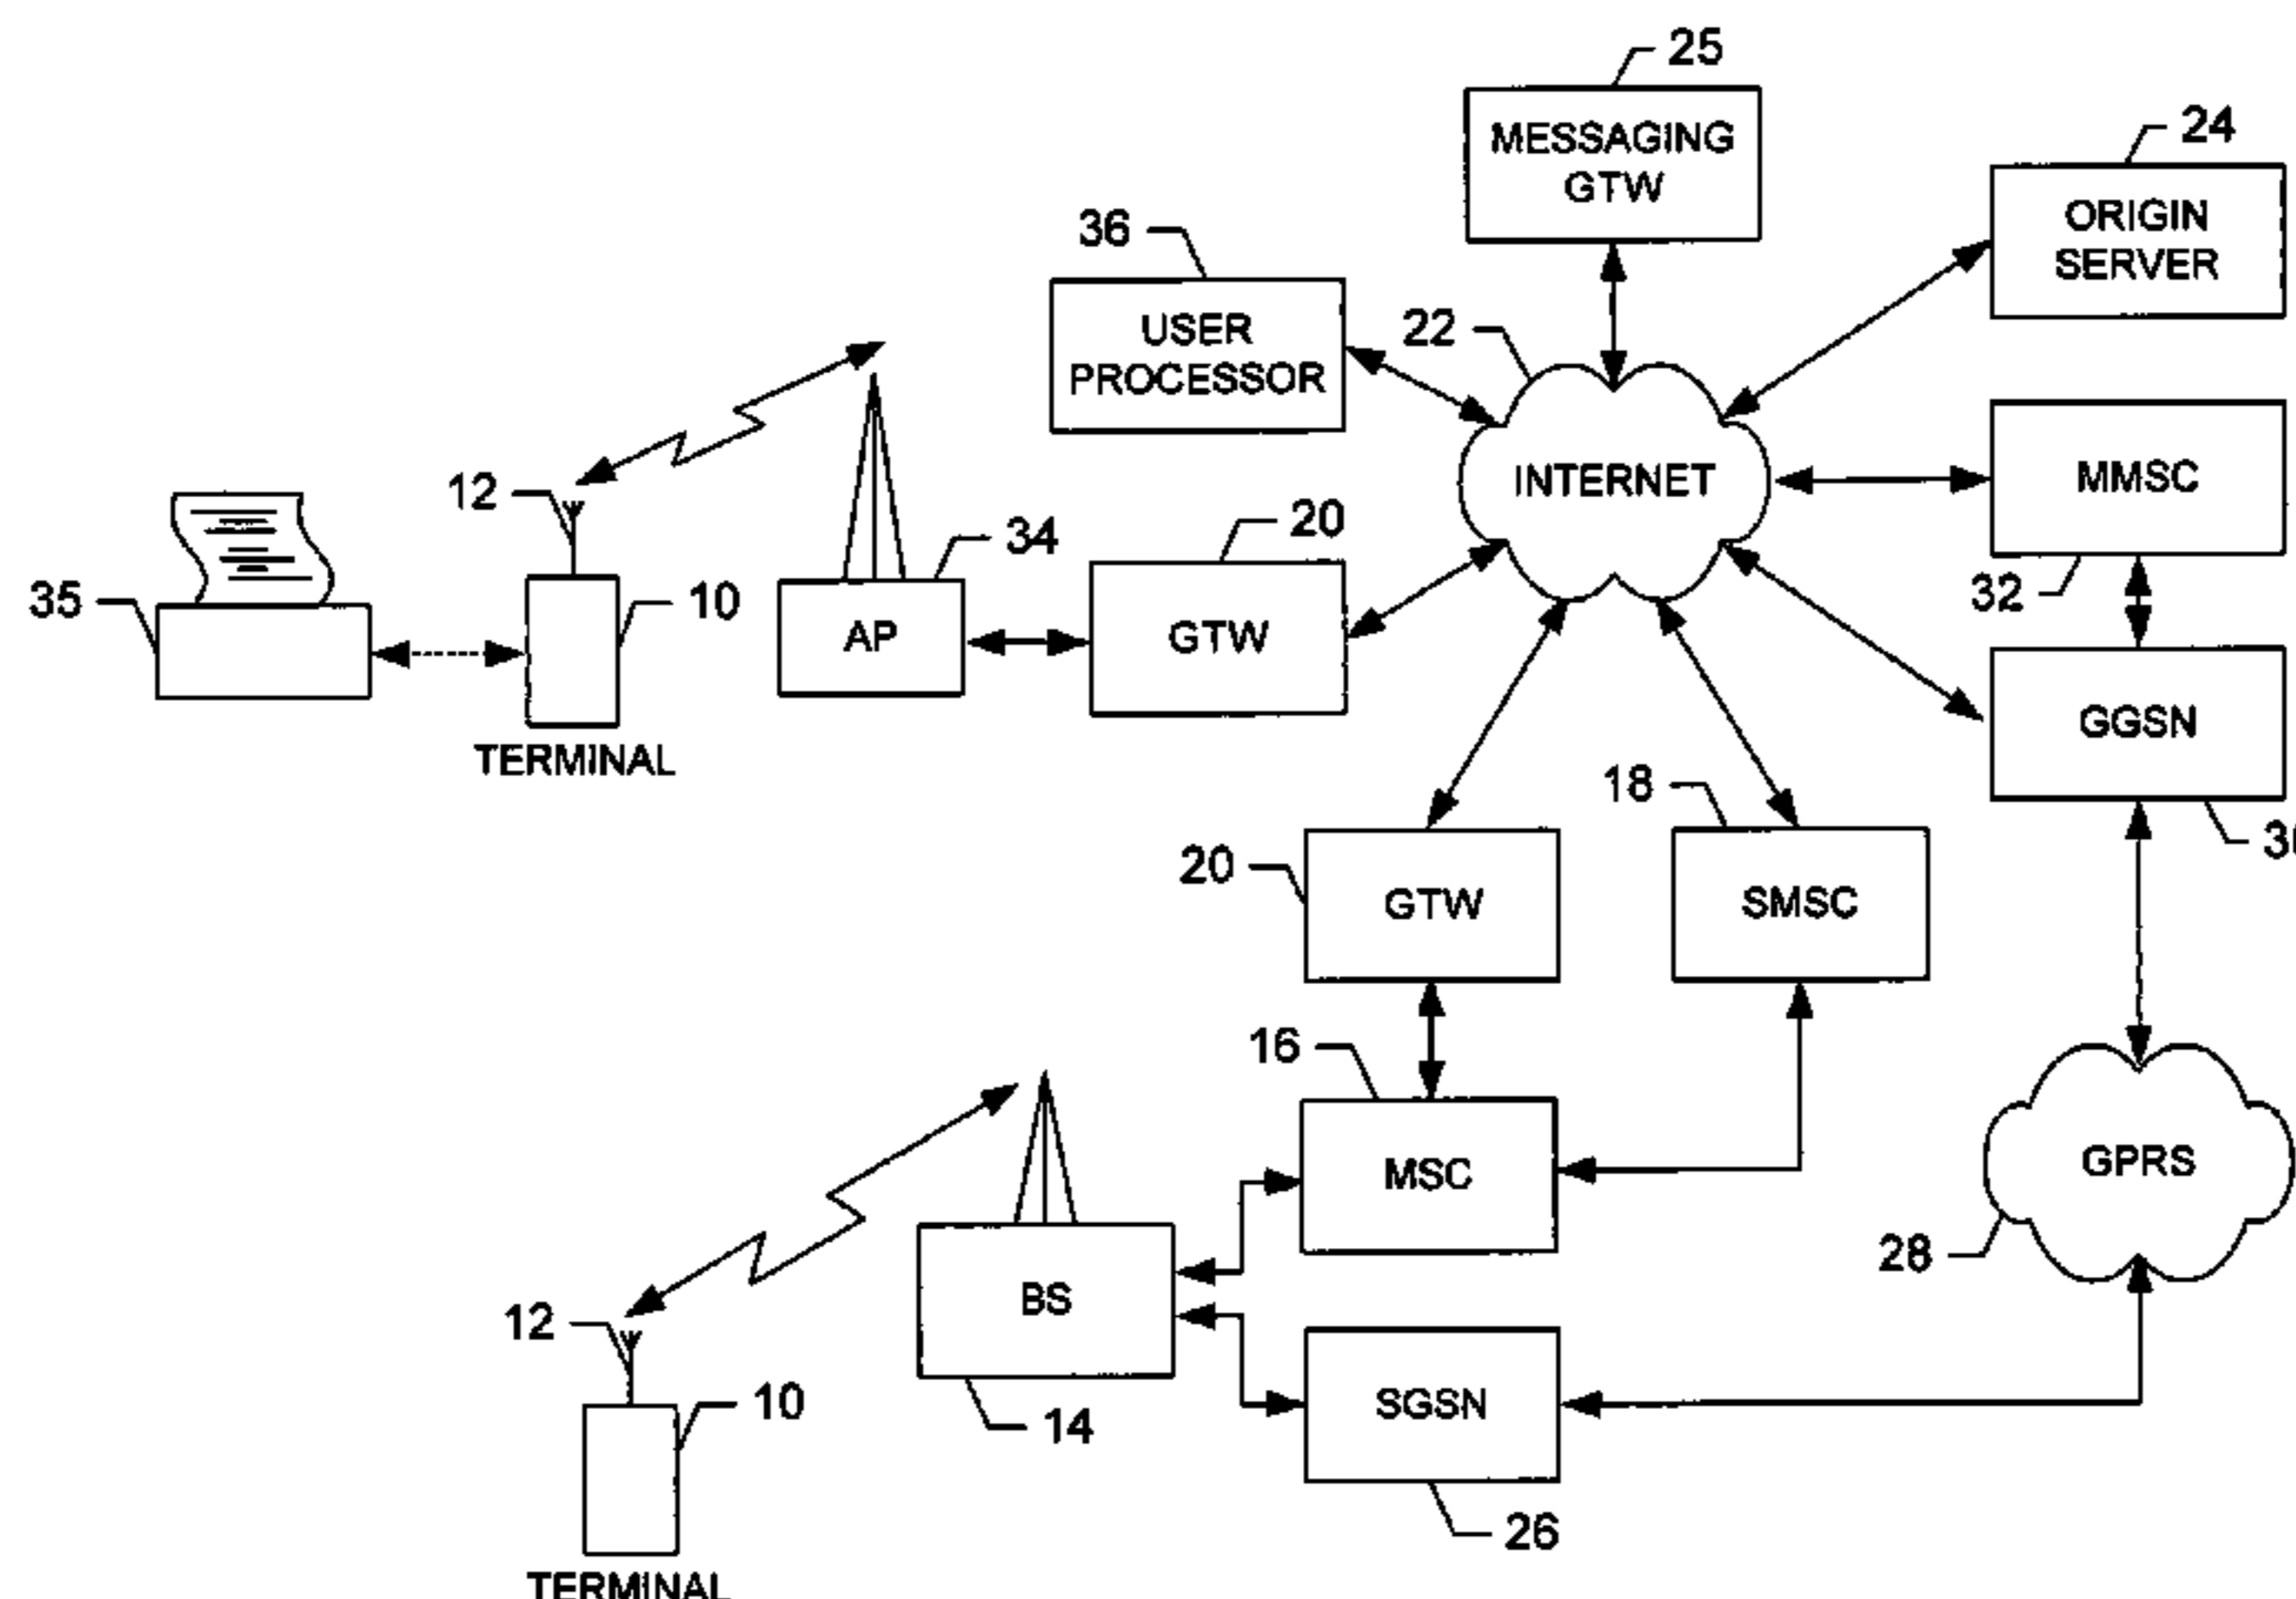 25
MESSAGING
GTW
24
ORIGIN
SERVER
36
USER
PROCESSOR
22
INTERNET
MMSC
32
12
34
20
35
10
AP
GTW
TERMINAL
GGSN
18
20
GTW
SMSC
16
MSC
GPRS
28
BS
12
10
14
SGSN
26
TERMINAL